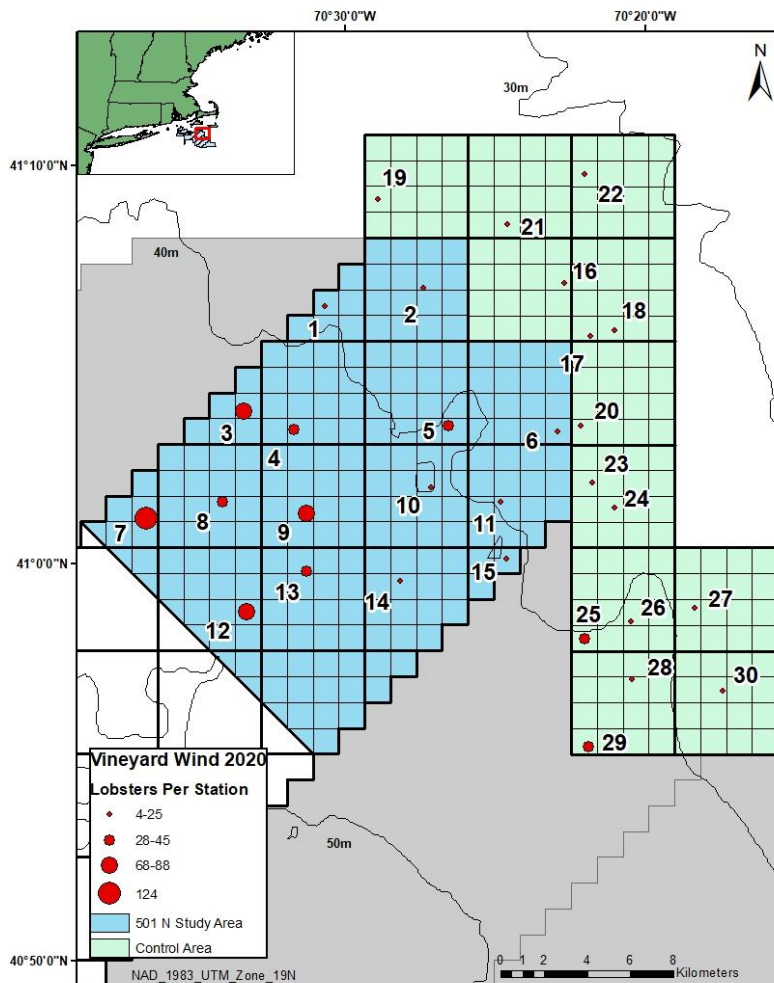 70°30'0"W
70°20'0"W
N
30m
41°10'0"N
19
22
21
40m
16
2
18
1
17
3
5
20
4
6
23
10
24
8
9
11
7
41°0'0"N
15
13
14
25
26
27
12
28
30
29
Vineyard Wind 2020
Lobsters Per Station
4-25
28-45
50m
68-88
124
501 N Study Area
Control Area
40°50'0"N
NAD_1983_UTM_Zone_19N
0 1 2 4 6 8
Kilometers